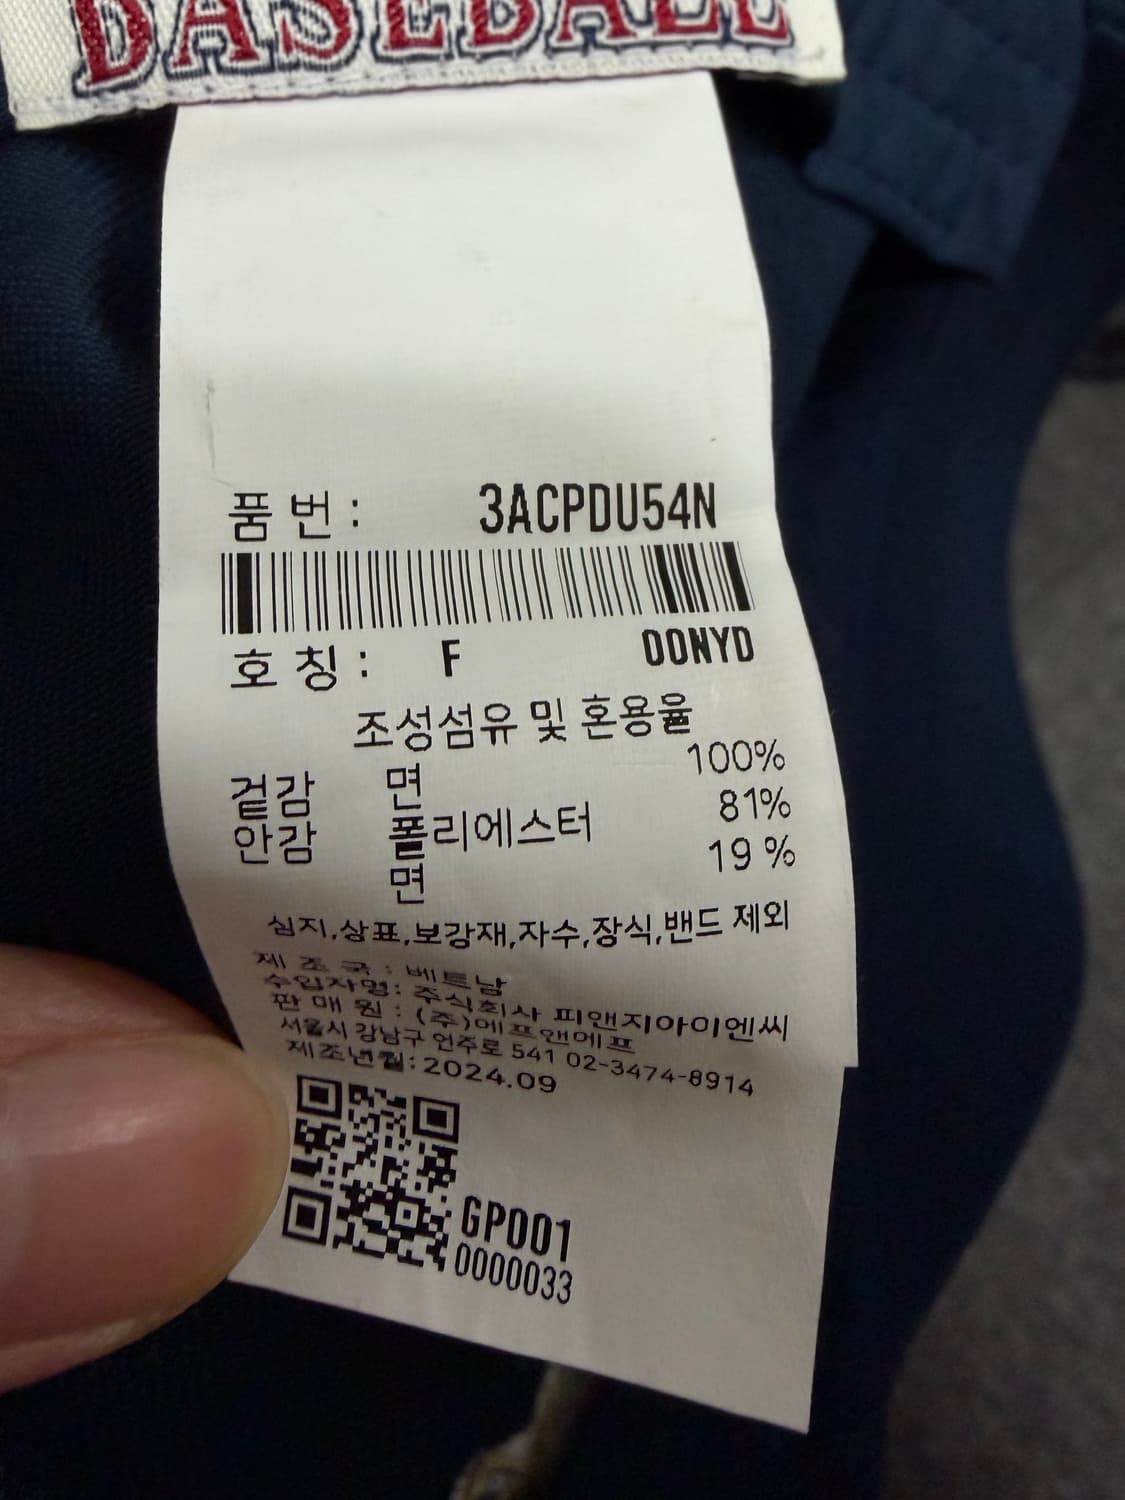 BASEBALL
품 번 : 3ACPDU54N
호 칭 : F 00NYD
조성섬유 및 혼용율
겉감 면 100%
안감 폴리에스터 81%
면 19 %
심지,상표,보강재,자수,장식,밴드 제외
제 조 국 : 베트남
수입자명: 주식회사 피앤지아이엔씨
판 매 원 : (주)에프앤에프
서울시 강남구 언주로 541 02-3474-8914
제조년월:2024.09
GP001
0000033